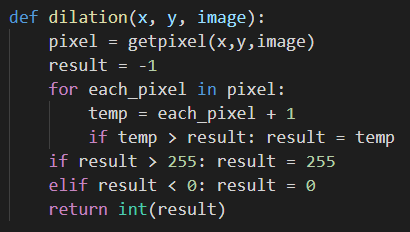 def dilation(x, y, image):
    pixel = getpixel(x,y,image)
    result = -1
    for each_pixel in pixel:
        temp = each_pixel + 1
        if temp > result: result = temp
    if result > 255: result = 255
    elif result < 0: result = 0
    return int(result)